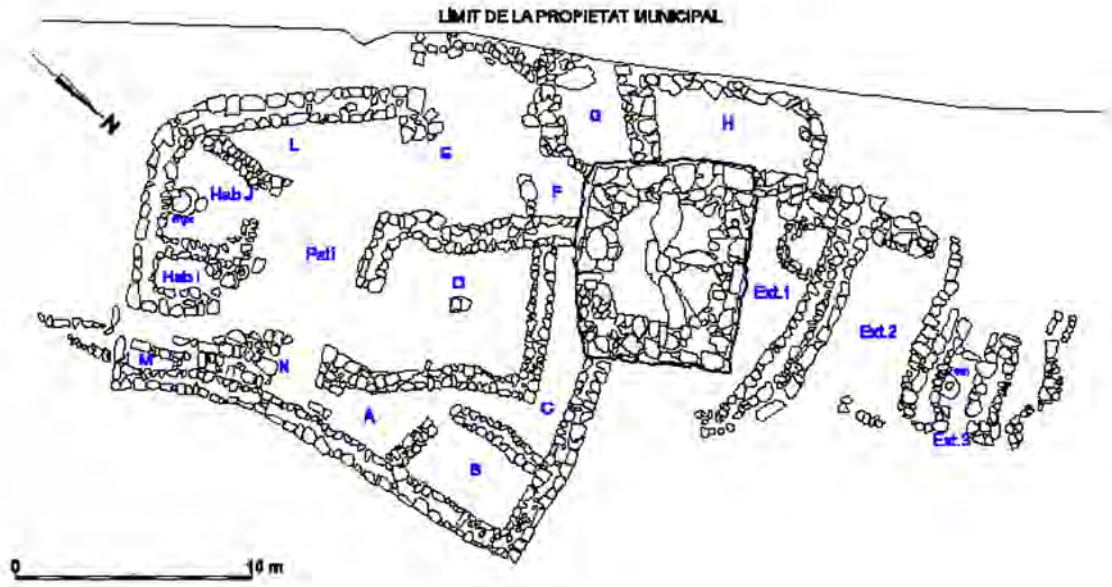 LÍMIT DE LA PROPIETAT MUNICIPAL
N
G
H
L
E
Hab J
F
Pati
Hab I
D
Ext.1
Ext.2
M
N
A
C
B
Ext.3
0 10 m